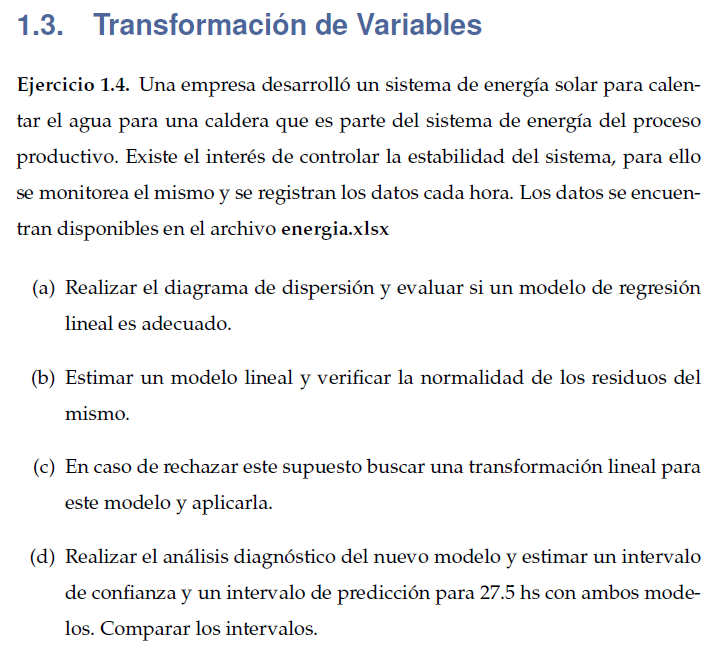 1.3. Transformación de Variables
Ejercicio 1.4. Una empresa desarrolló un sistema de energía solar para calen-
tar el agua para una caldera que es parte del sistema de energía del proceso
productivo. Existe el interés de controlar la estabilidad del sistema, para ello
se monitorea el mismo y se registran los datos cada hora. Los datos se encuen-
tran disponibles en el archivo energia.xlsx
(a) Realizar el diagrama de dispersión y evaluar si un modelo de regresión
lineal es adecuado.
(b) Estimar un modelo lineal y verificar la normalidad de los residuos del
mismo.
(c) En caso de rechazar este supuesto buscar una transformación lineal para
este modelo y aplicarla.
(d) Realizar el análisis diagnóstico del nuevo modelo y estimar un intervalo
de confianza y un intervalo de predicción para 27.5 hs con ambos mode-
los. Comparar los intervalos.